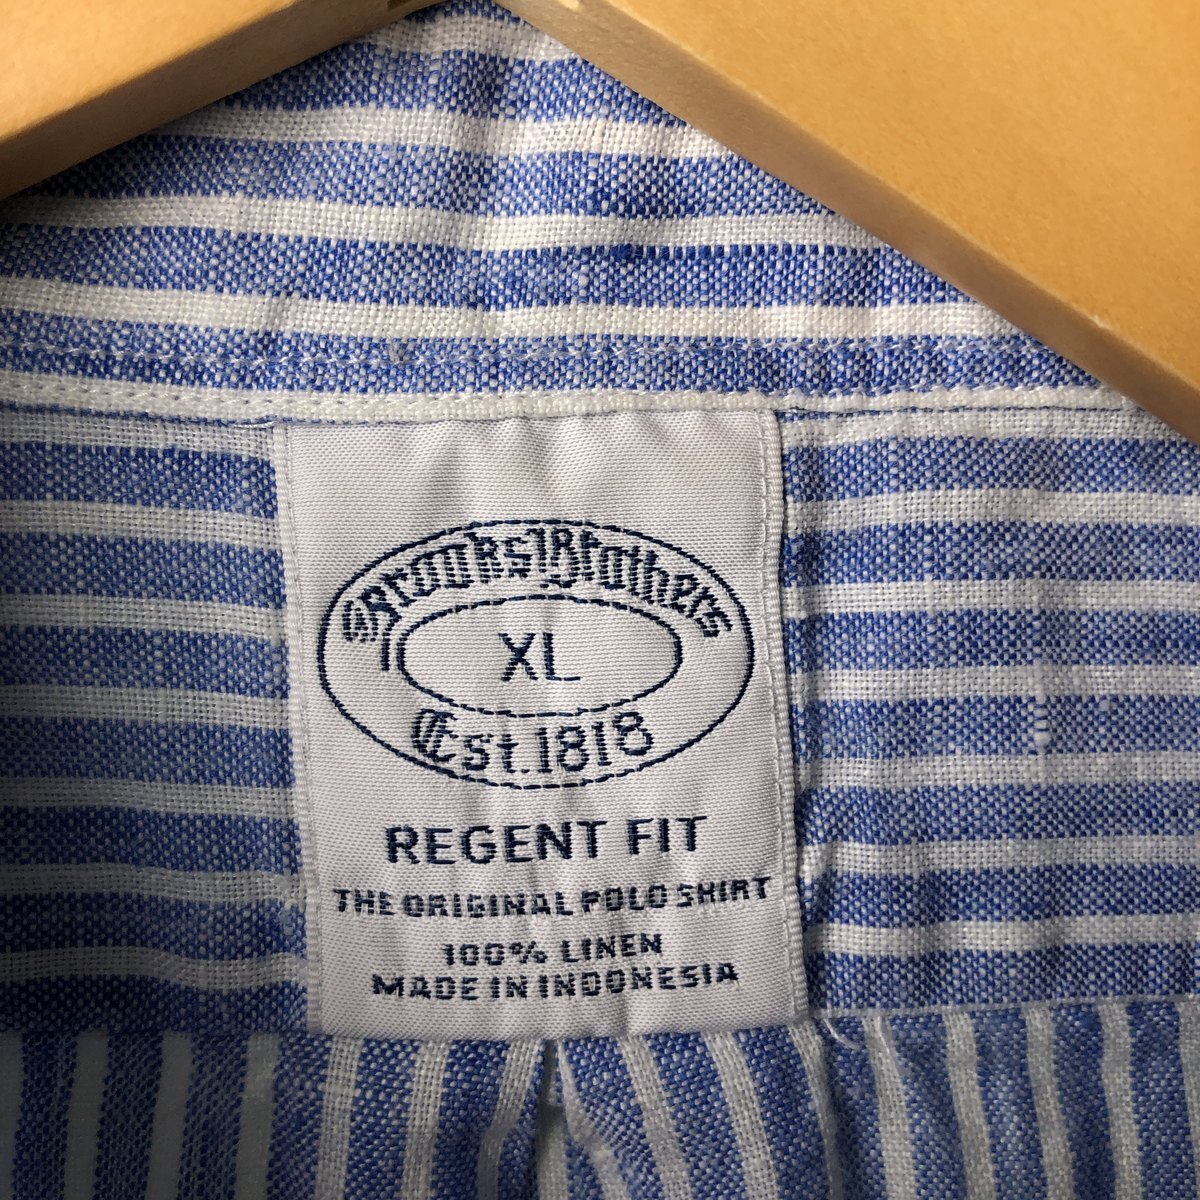 Brooks Brothers
XL
Est. 1818
REGENT FIT
THE ORIGINAL POLO SHIRT
100% LINEN
MADE IN INDONESIA